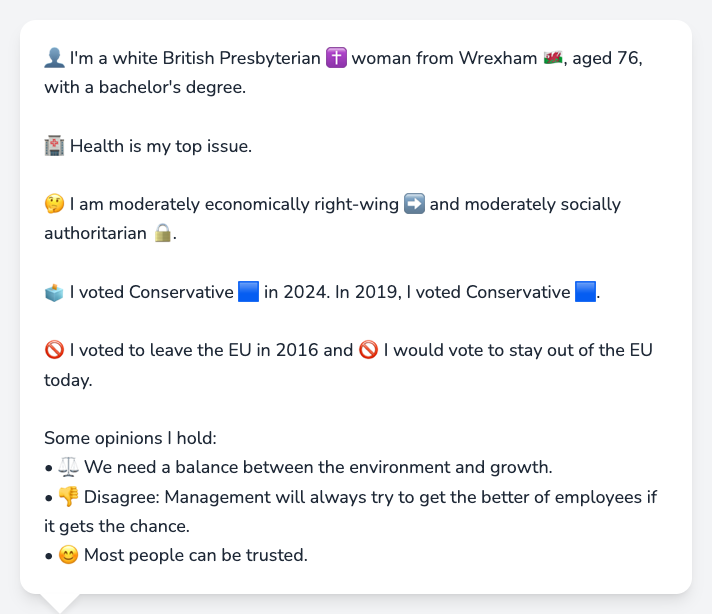 👤 I'm a white British Presbyterian ✝️ woman from Wrexham 🏴󠁧󠁢󠁷󠁬󠁳󠁿, aged 76,
with a bachelor's degree.
🏥 Health is my top issue.
🤔 I am moderately economically right-wing ➡️ and moderately socially
authoritarian 🔒.
🗳️ I voted Conservative 🟦 in 2024. In 2019, I voted Conservative 🟦.
🚫 I voted to leave the EU in 2016 and 🚫 I would vote to stay out of the EU
today.
Some opinions I hold:
• ⚖️ We need a balance between the environment and growth.
• 👎 Disagree: Management will always try to get the better of employees if
it gets the chance.
• 😊 Most people can be trusted.